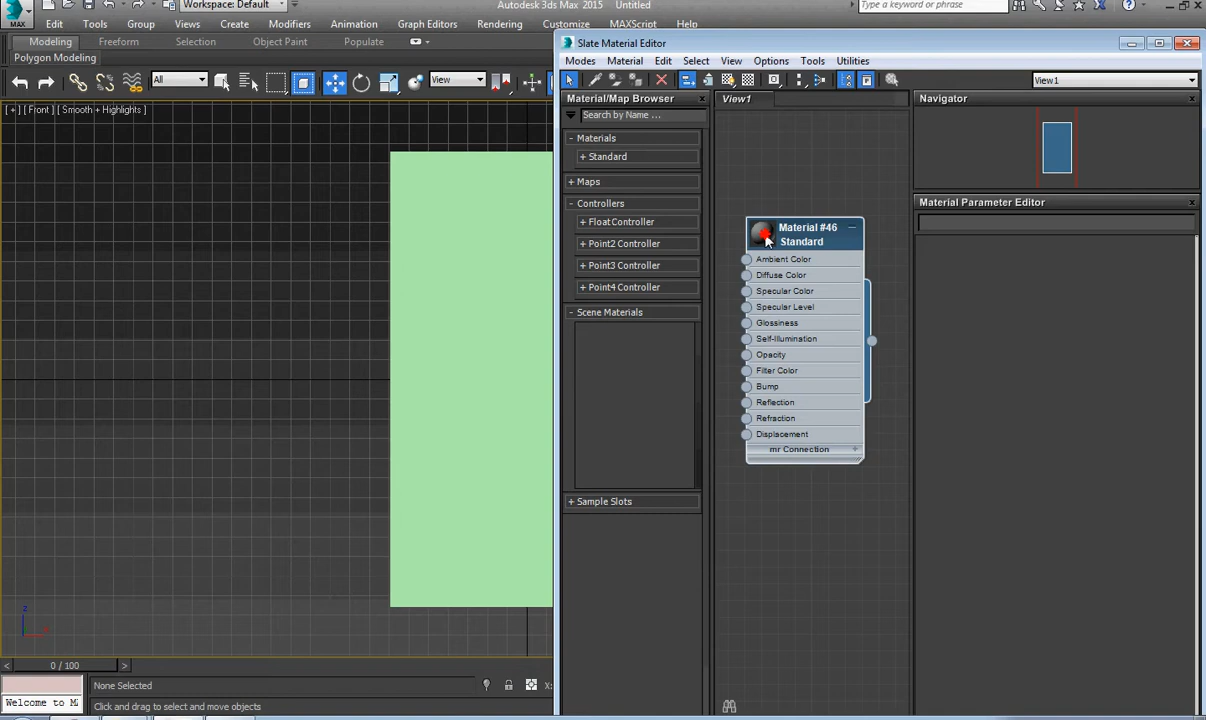 Workspace: Default
Autodesk 3ds Max 2015 Untitled
Type a keyword or phrase
MAX
Edit Tools Group Views Create Modifiers Animation Graph Editors Rendering Customize MAXScript Help
Modeling Freeform Selection Object Paint Populate
Polygon Modeling
All View
[ + ] [ Front ] [ Smooth + Highlights ]
Slate Material Editor
Modes Material Edit Select View Options Tools Utilities
View1
Material/Map Browser
Search by Name ...
- Materials
+ Standard
+ Maps
- Controllers
+ Float Controller
+ Point2 Controller
+ Point3 Controller
+ Point4 Controller
- Scene Materials
+ Sample Slots
View1
Material #46
Standard
Ambient Color
Diffuse Color
Specular Color
Specular Level
Glossiness
Self-Illumination
Opacity
Filter Color
Bump
Reflection
Refraction
Displacement
mr Connection +
Navigator
Material Parameter Editor
z
x
0 / 100
None Selected
X:
Welcome to M
Click and drag to select and move objects